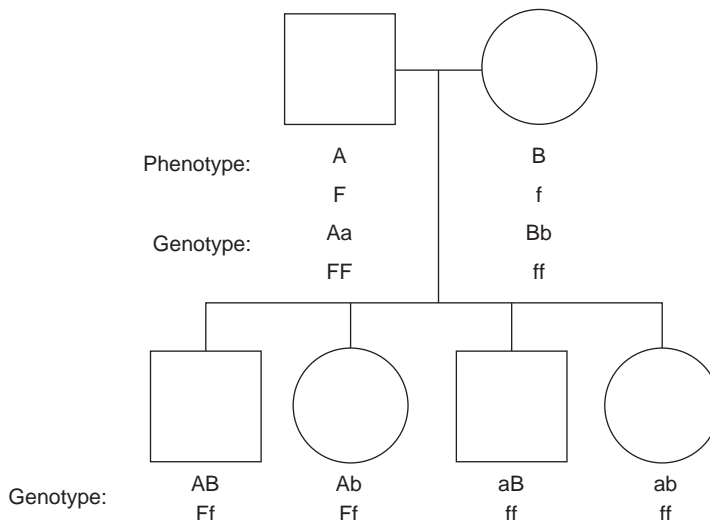 Phenotype: A B
F f
Genotype: Aa Bb
FF ff
Genotype: AB Ab aB ab
Ff Ff ff ff